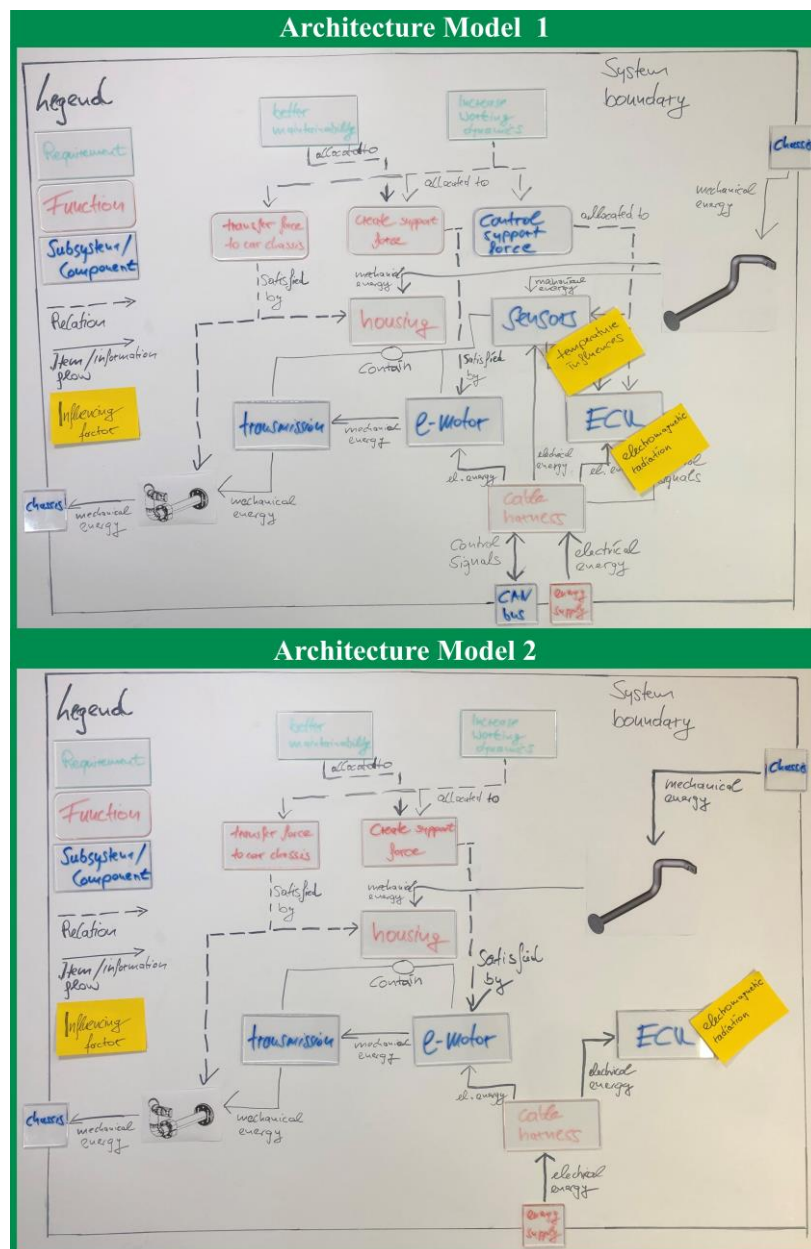 Architecture Model 1
Legend
System
boundary
Requirement
Function
Subsystem/
Component
Relation
Item/information
flow
Influencing
factor
better
maintainability
increase
working
dynamics
allocated to
allocated to
transfer force
to car chassis
Create support
force
Control
support
force
allocated to
Chassis
mechanical
energy
Satisfied
by
mechanical
energy
mechanical
energy
housing
Sensors
temperature
influences
Contain
Satisfied
by
transmission
mechanical
energy
e-motor
ECU
electromagnetic
radiation
electrical
energy
el. energy
cable
harness
Chassis
mechanical
energy
mechanical
energy
Control
Signals
electrical
energy
CAN
bus
energy
supply
Architecture Model 2
Legend
System
boundary
Requirement
Function
Subsystem/
Component
Relation
Item/information
flow
Influencing
factor
better
maintainability
increase
working
dynamics
allocated to
allocated to
transfer force
to car chassis
Create support
force
Chassis
mechanical
energy
Satisfied
by
mechanical
energy
housing
Contain
Satisfied
by
transmission
mechanical
energy
e-motor
ECU
electromagnetic
radiation
el. energy
electrical
energy
cable
harness
Chassis
mechanical
energy
mechanical
energy
electrical
energy
energy
supply